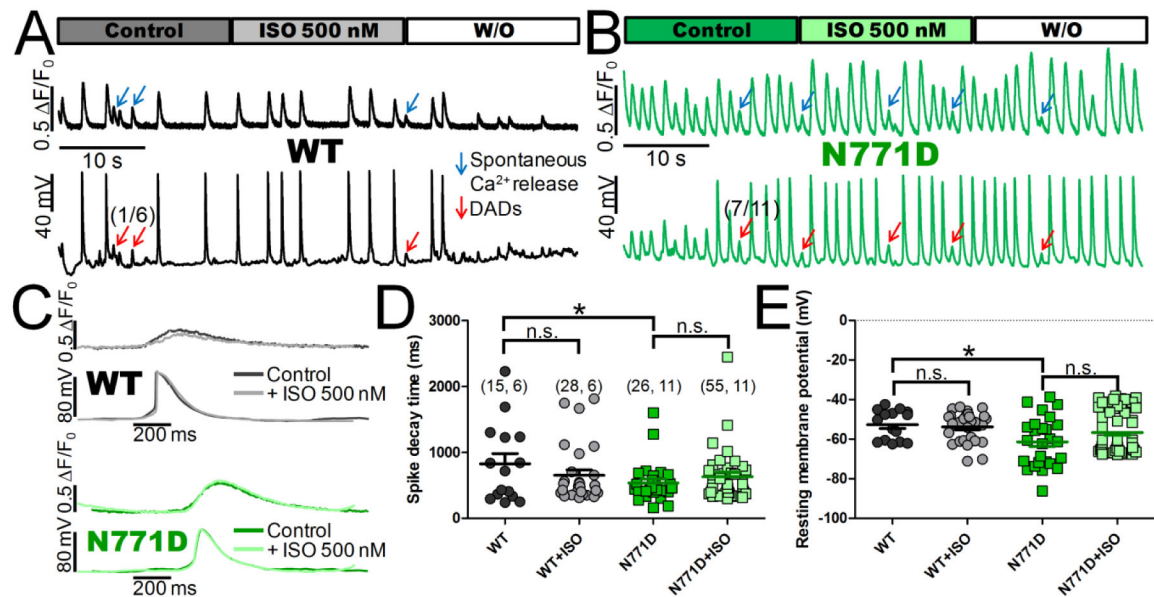 A
Control
ISO 500 nM
W/O
0.5 ΔF/F0
10 s
WT
40 mV
(1/6)
Spontaneous
Ca2+ release
DADs
B
Control
ISO 500 nM
W/O
0.5 ΔF/F0
10 s
N771D
40 mV
(7/11)
C
0.5 ΔF/F0
80 mV
WT
Control
+ ISO 500 nM
200 ms
0.5 ΔF/F0
80 mV
N771D
Control
+ ISO 500 nM
200 ms
D
Spike decay time (ms)
3000
2000
1000
0
*
n.s.
n.s.
(15, 6)
(28, 6)
(26, 11)
(55, 11)
WT
WT+ISO
N771D
N771D+ISO
E
Resting membrane potential (mV)
0
-20
-40
-60
-80
-100
*
n.s.
n.s.
WT
WT+ISO
N771D
N771D+ISO